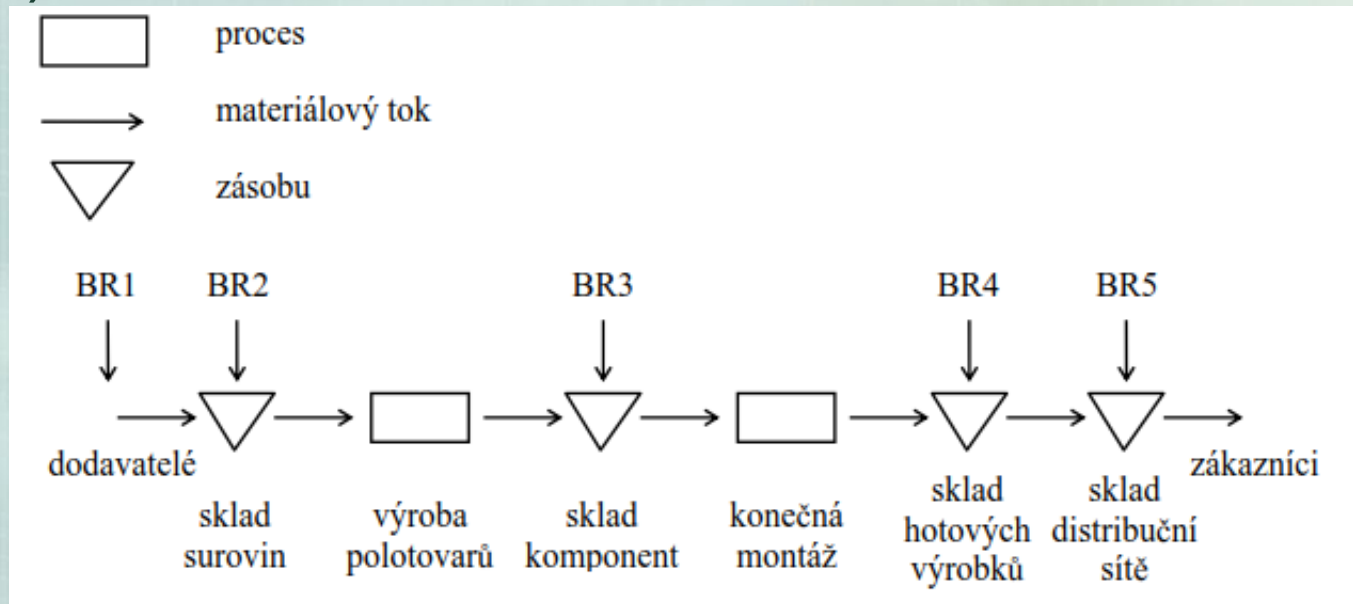 proces
materiálový tok
zásobu
BR1 BR2 BR3 BR4 BR5
dodavatelé
zákazníci
sklad
surovin
výroba
polotovarů
sklad
komponent
konečná
montáž
sklad
hotových
výrobků
sklad
distribuční
sítě